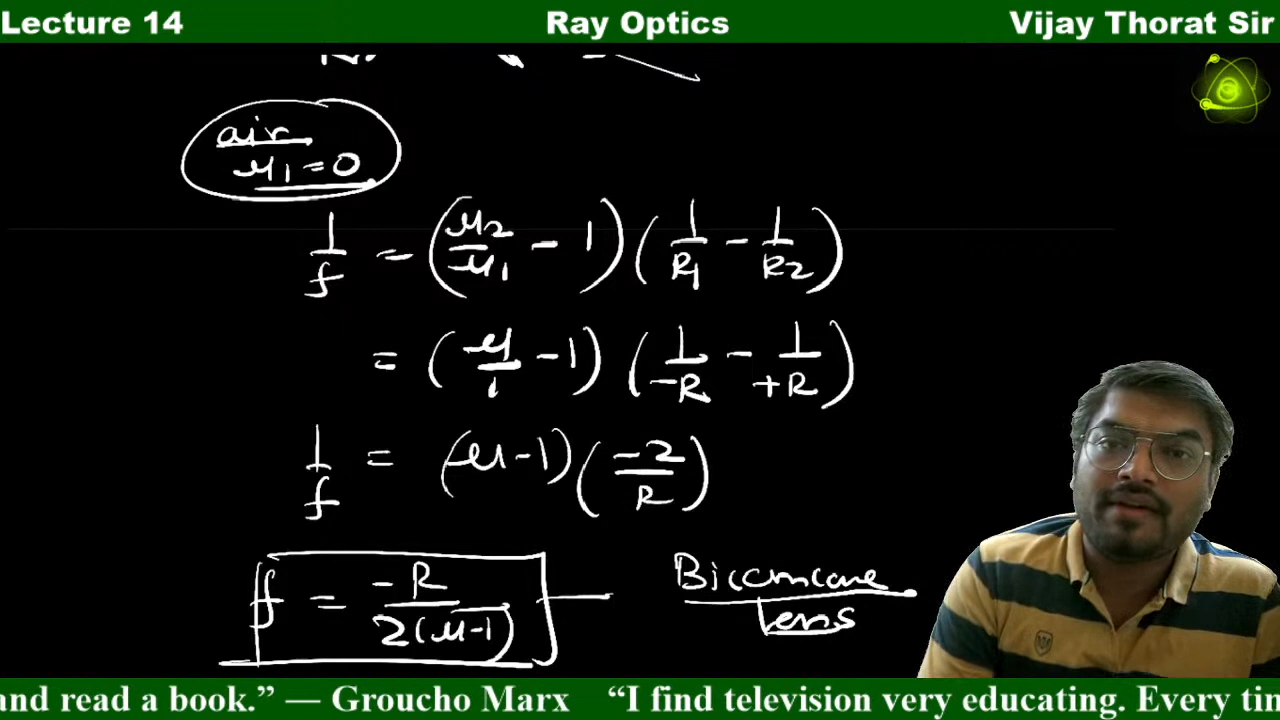 Lecture 14 Ray Optics Vijay Thorat Sir
air
μ1 = 0
1/f = (μ2/μ1 - 1) (1/R1 - 1/R2)
= (μ/1 - 1) (1/-R - 1/+R)
1/f = (μ-1) (-2/R)
f = -R/2(μ-1)
Biconcave
lens
and read a book.” — Groucho Marx “I find television very educating. Every tin